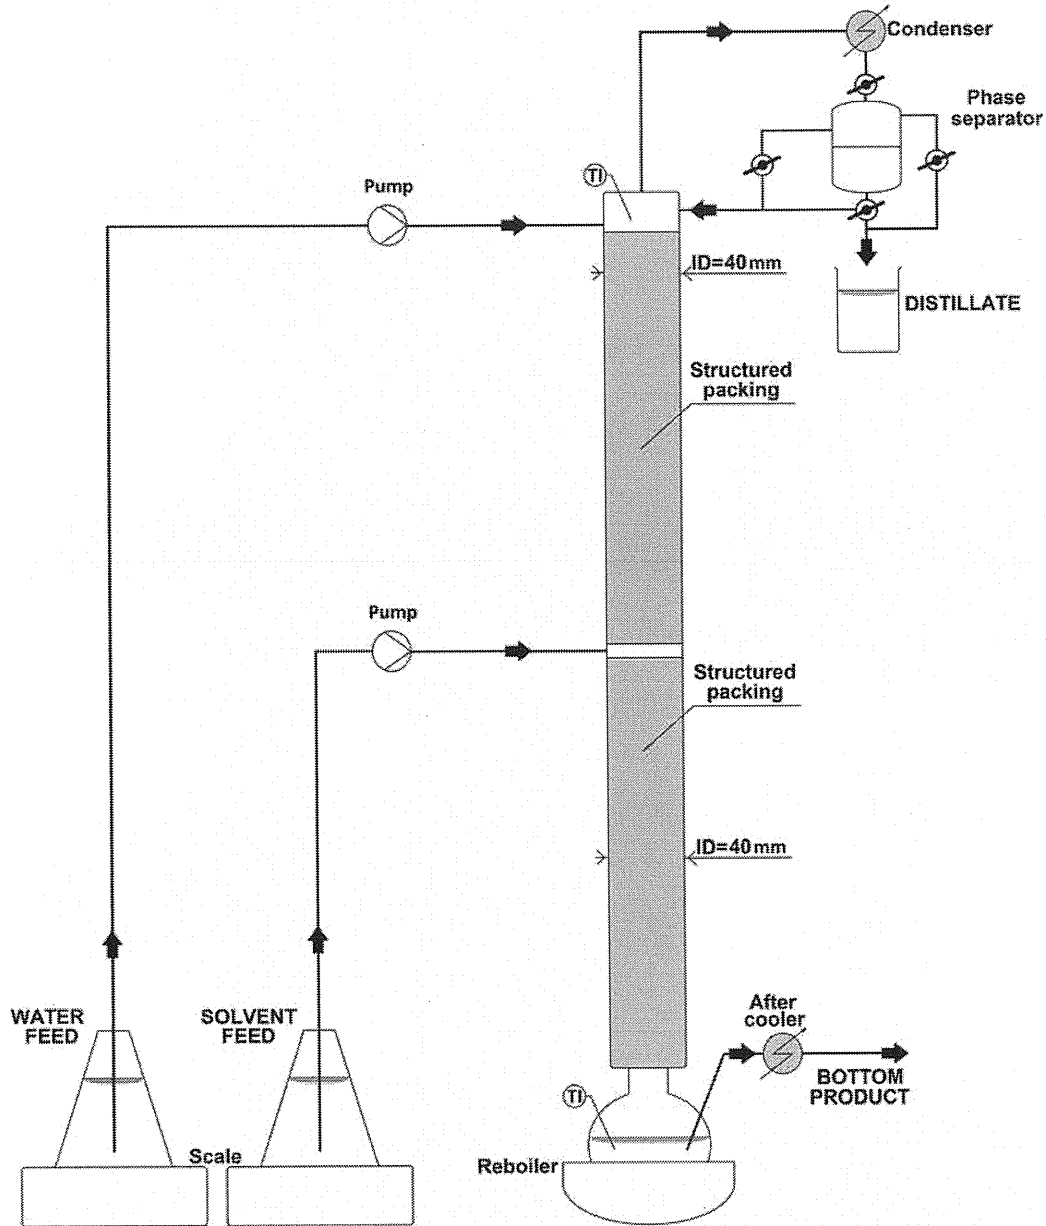 Condenser
Phase
separator
TI
Pump
ID=40mm
DISTILLATE
Structured
packing
Pump
Structured
packing
ID=40mm
WATER
FEED
SOLVENT
FEED
After
cooler
BOTTOM
PRODUCT
TI
Scale
Reboiler